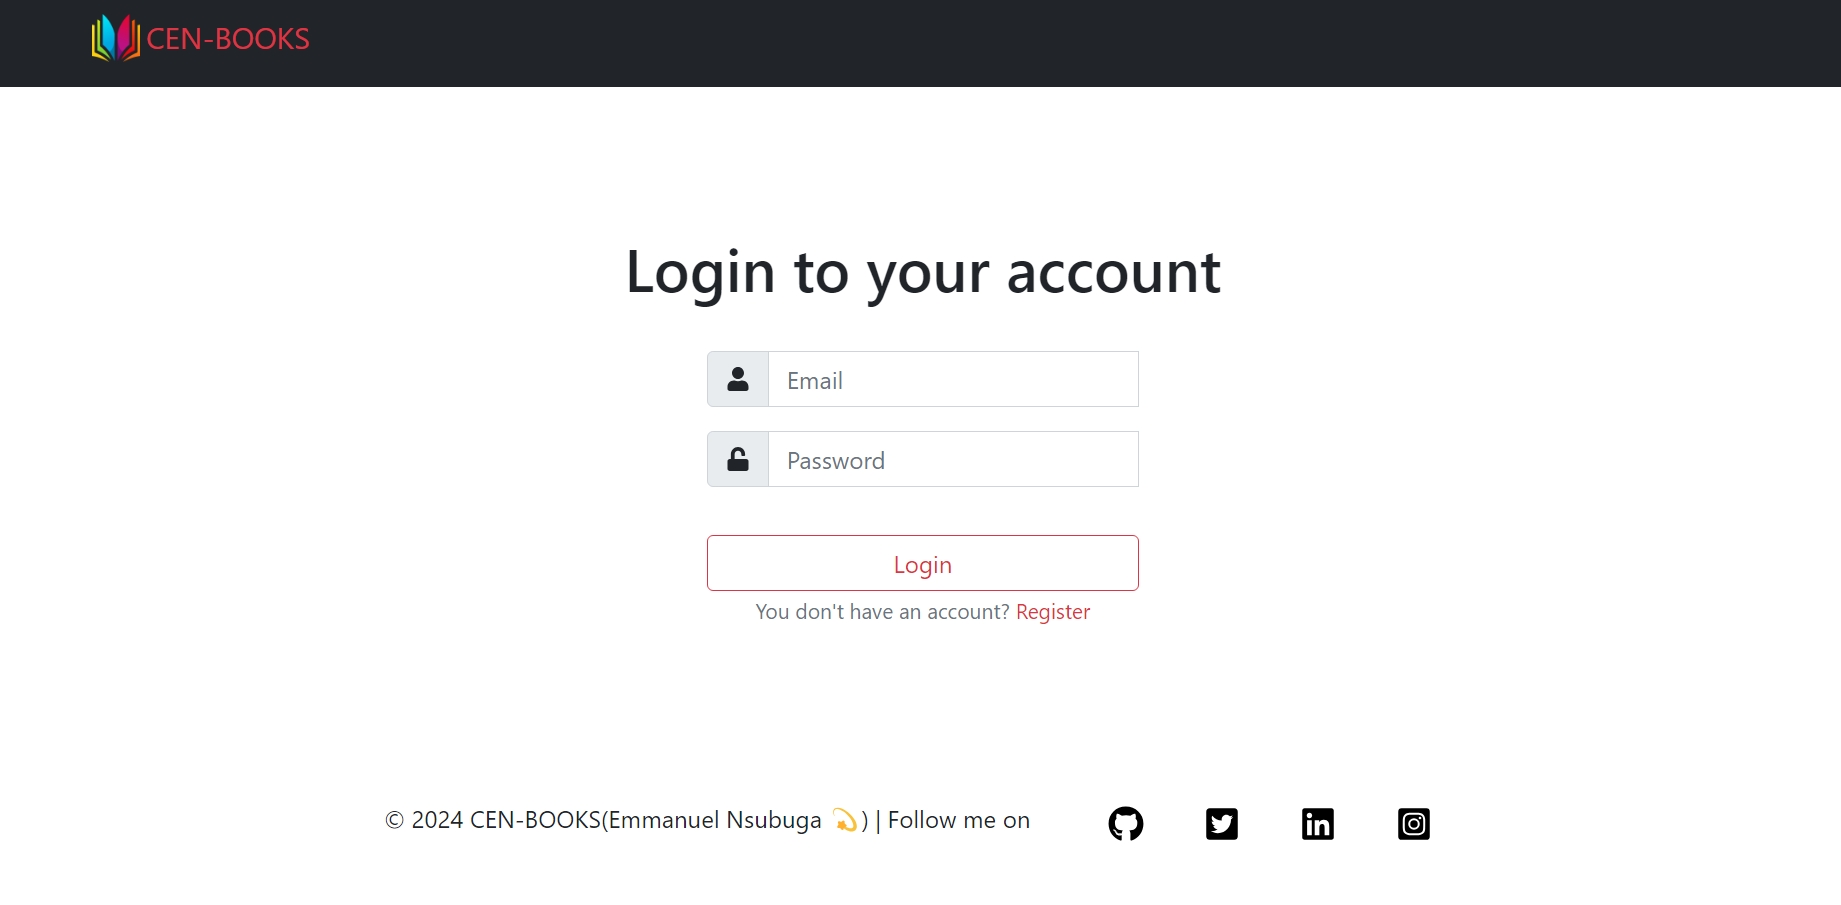 CEN-BOOKS
Login to your account
Email
Password
Login
You don't have an account? Register
© 2024 CEN-BOOKS(Emmanuel Nsubuga 💫) | Follow me on